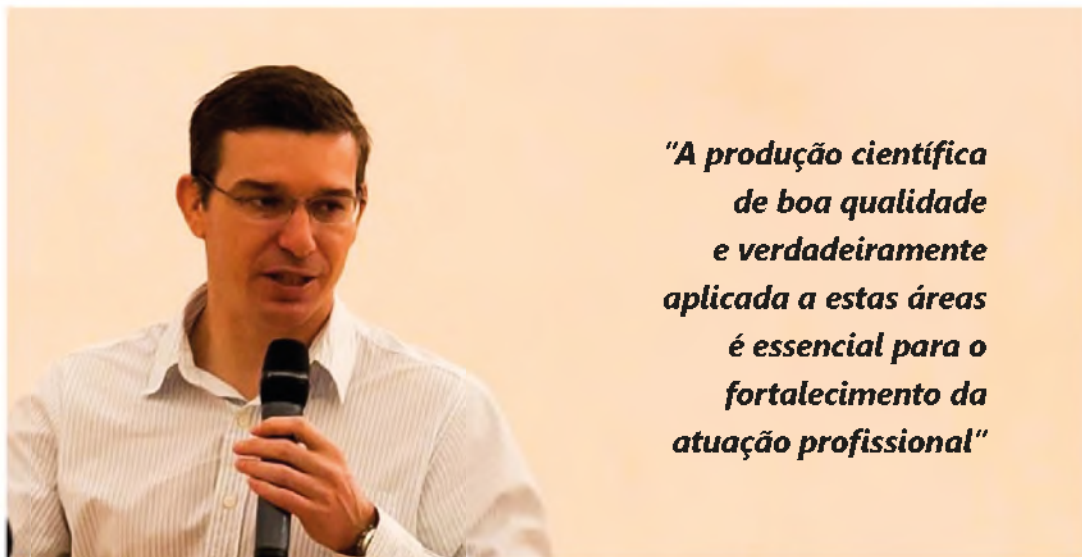 "A produção científica
de boa qualidade
e verdadeiramente
aplicada a estas áreas
é essencial para o
fortalecimento da
atuação profissional"